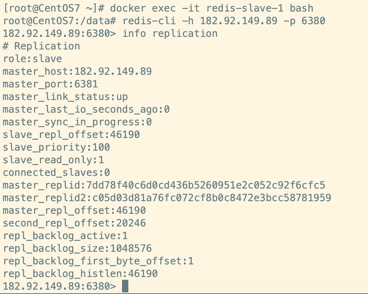 [root@CentOS7 ~]# docker exec -it redis-slave-1 bash
root@CentOS7:/data# redis-cli -h 182.92.149.89 -p 6380
182.92.149.89:6380> info replication
# Replication
role:slave
master_host:182.92.149.89
master_port:6381
master_link_status:up
master_last_io_seconds_ago:0
master_sync_in_progress:0
slave_repl_offset:46190
slave_priority:100
slave_read_only:1
connected_slaves:0
master_replid:7dd78f40c6d0cd436b5260951e2c052c92f6cfc5
master_replid2:c05d03d81a76fc072cf8b0c8472e3bcc58781959
master_repl_offset:46190
second_repl_offset:20246
repl_backlog_active:1
repl_backlog_size:1048576
repl_backlog_first_byte_offset:1
repl_backlog_histlen:46190
182.92.149.89:6380>